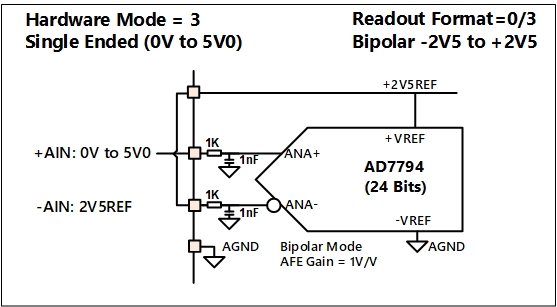 Hardware Mode = 3
Single Ended (0V to 5V0)
Readout Format=0/3
Bipolar -2V5 to +2V5
+2V5REF
+VREF
1K
+AIN: 0V to 5V0
1nF
ANA+
AD7794
(24 Bits)
1K
-AIN: 2V5REF
1nF
ANA-
-VREF
AGND
Bipolar Mode
AFE Gain = 1V/V
AGND